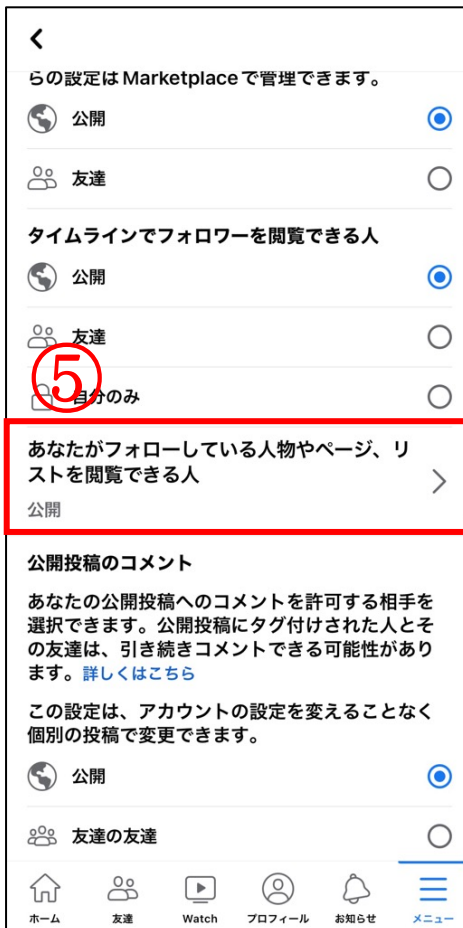 らの設定はMarketplaceで管理できます。
公開
友達
タイムラインでフォロワーを閲覧できる人
公開
友達
⑤
自分のみ
あなたがフォローしている人物やページ、リ
ストを閲覧できる人
公開
公開投稿のコメント
あなたの公開投稿へのコメントを許可する相手を
選択できます。公開投稿にタグ付けされた人とそ
の友達は、引き続きコメントできる可能性があり
ます。詳しくはこちら
この設定は、アカウントの設定を変えることなく
個別の投稿で変更できます。
公開
友達の友達
ホーム 友達 Watch プロフィール お知らせ メニュー